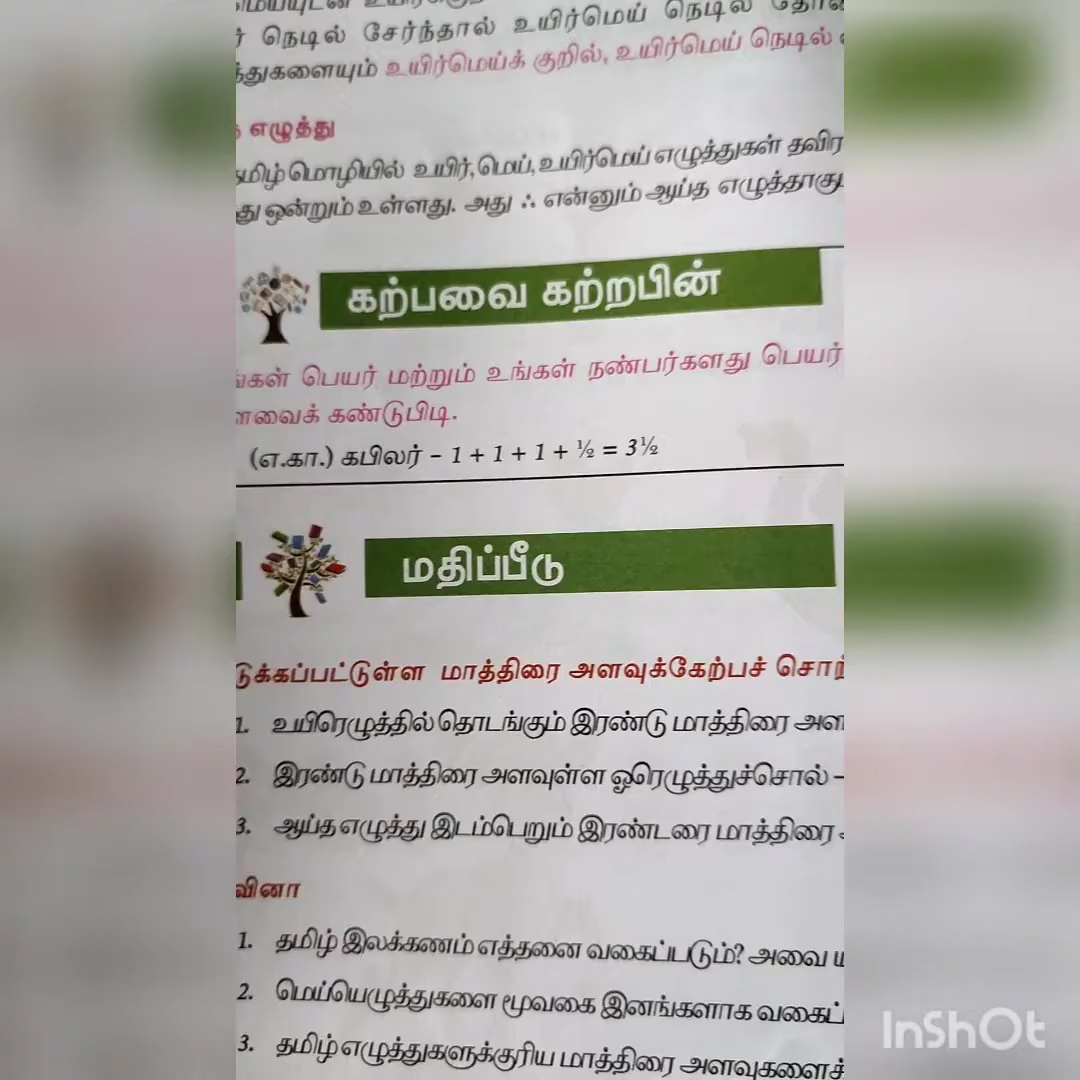 நெடில் சேர்ந்தால் உயிர்மெய் நெடில்
த்துகளையும் உயிர்மெய்க் குறில், உயிர்மெய் நெடில்
எழுத்து
தமிழ் மொழியில் உயிர், மெய், உயிர்மெய் எழுத்துகள் தவிர
து ஒன்றும் உள்ளது. அது ஃ என்னும் ஆய்த எழுத்தாகு
கற்பவை கற்றபின்
ங்கள் பெயர் மற்றும் உங்கள் நண்பர்களது பெயர்
ளவைக் கண்டுபிடி.
(எ.கா.) கபிலர் – 1 + 1 + 1 + ½ = 3½
மதிப்பீடு
டுக்கப்பட்டுள்ள மாத்திரை அளவுக்கேற்பச் சொற்
1. உயிரெழுத்தில் தொடங்கும் இரண்டு மாத்திரை அள
2. இரண்டு மாத்திரை அளவுள்ள ஓரெழுத்துச்சொல் –
3. ஆய்த எழுத்து இடம்பெறும் இரண்டரை மாத்திரை
வினா
1. தமிழ் இலக்கணம் எத்தனை வகைப்படும்? அவை
2. மெய்யெழுத்துகளை மூவகை இனங்களாக வகைப்
3. தமிழ் எழுத்துகளுக்குரிய மாத்திரை அளவுகளைக்
InShOt